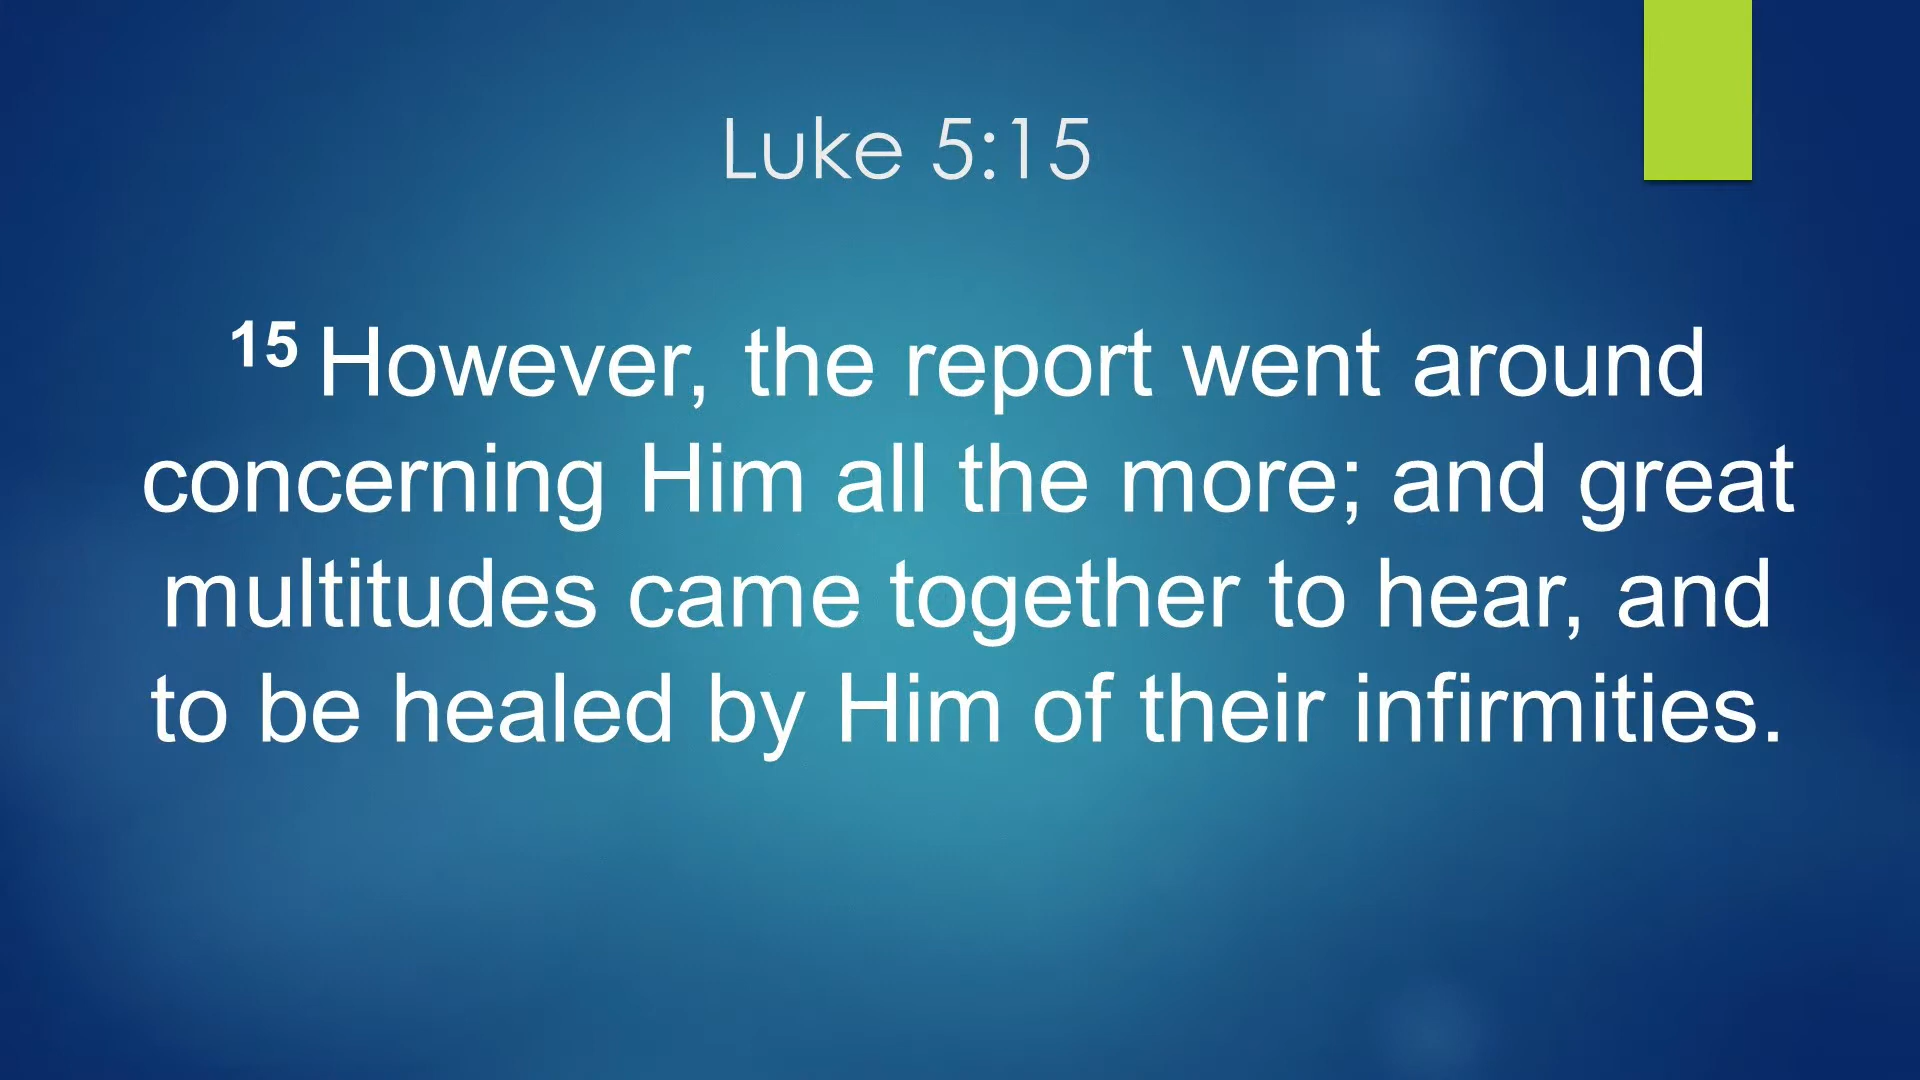 Luke 5:15
15 However, the report went around
concerning Him all the more; and great
multitudes came together to hear, and
to be healed by Him of their infirmities.